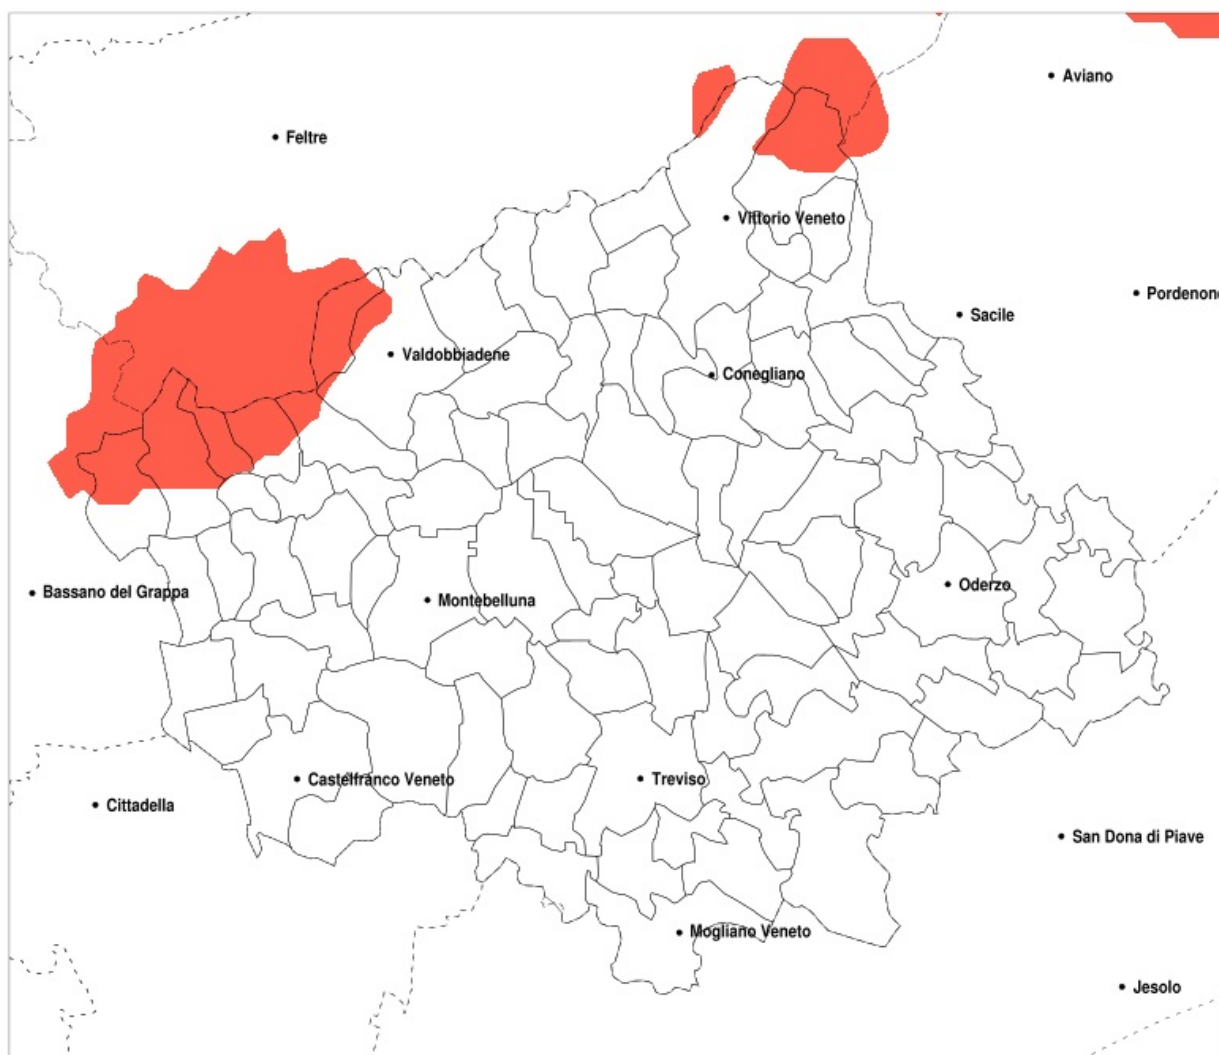 Aviano
Feltre
Vittorio Veneto
Pordenone
Sacile
Valdobbiadene
Conegliano
Oderzo
Bassano del Grappa
Montebelluna
Castelfranco Veneto
Treviso
Cittadella
San Dona di Piave
Mogliano Veneto
Jesolo